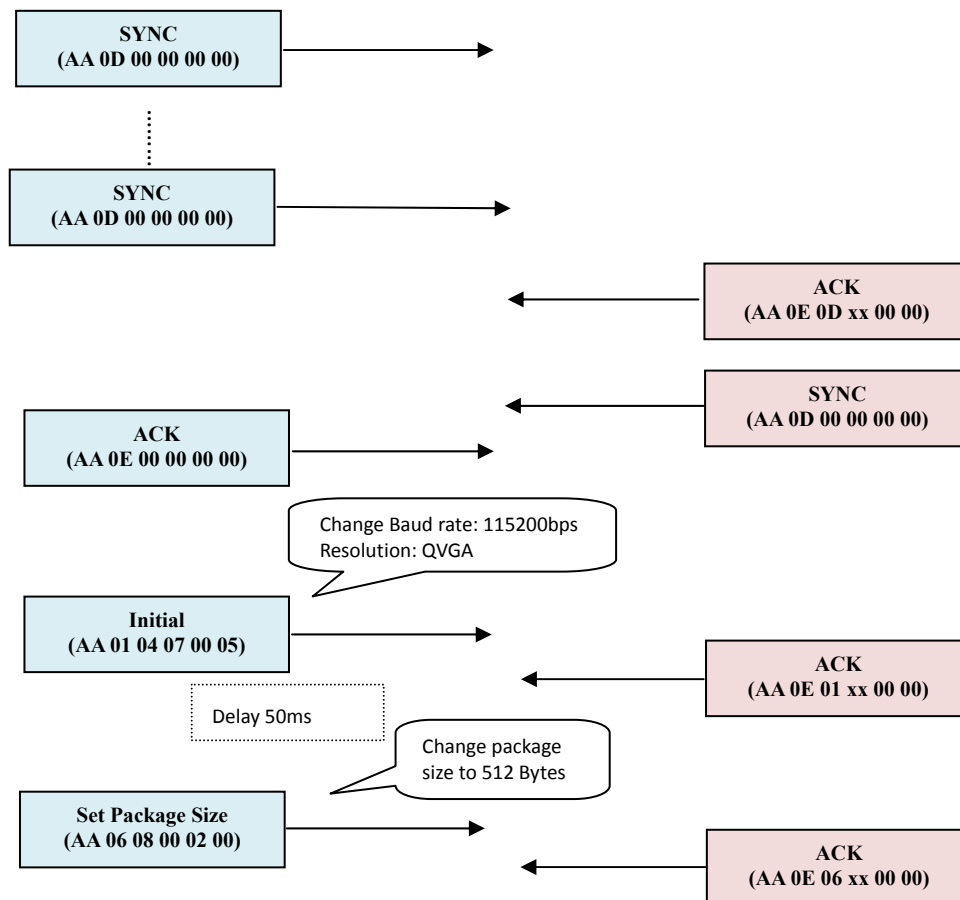 SYNC
(AA 0D 00 00 00 00)
SYNC
(AA 0D 00 00 00 00)
ACK
(AA 0E 0D xx 00 00)
SYNC
(AA 0D 00 00 00 00)
ACK
(AA 0E 00 00 00 00)
Change Baud rate: 115200bps
Resolution: QVGA
Initial
(AA 01 04 07 00 05)
ACK
(AA 0E 01 xx 00 00)
Delay 50ms
Change package
size to 512 Bytes
Set Package Size
(AA 06 08 00 02 00)
ACK
(AA 0E 06 xx 00 00)